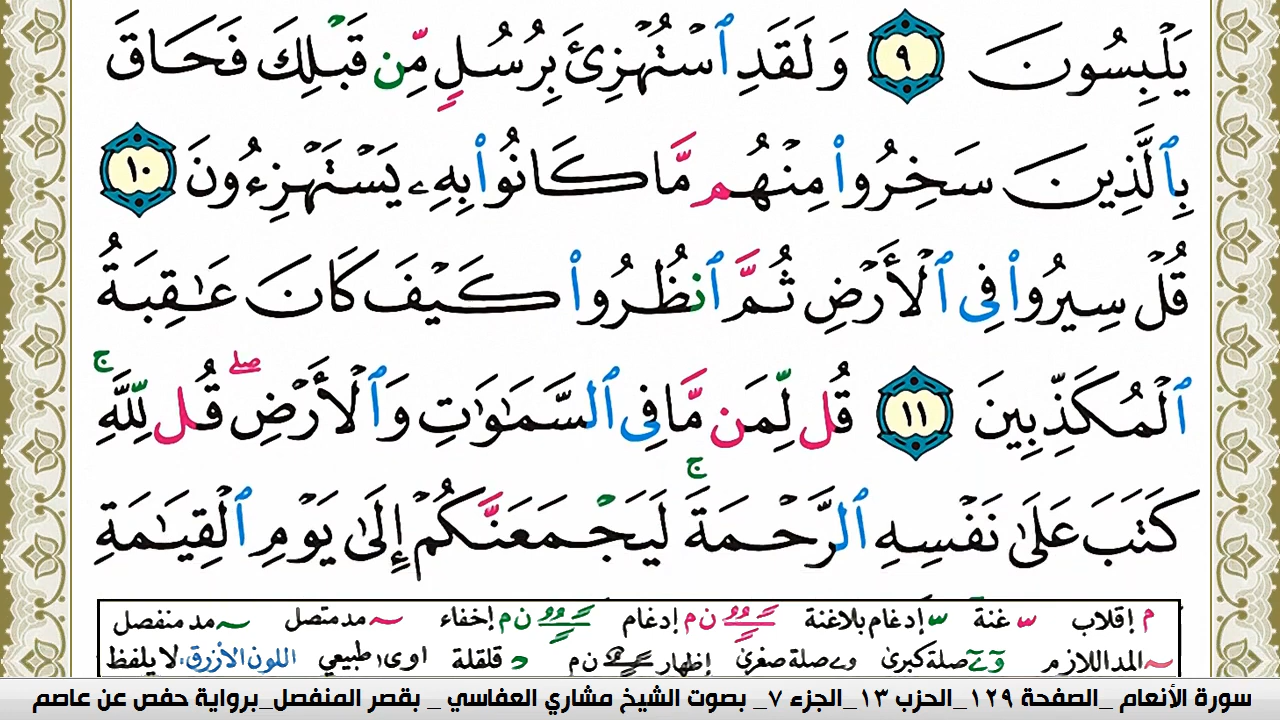 يَلْبِسُونَ ٩ وَلَقَدِ ٱسْتُهْزِئَ بِرُسُلٍ مِّن قَبْلِكَ فَحَاقَ
بِٱلَّذِينَ سَخِرُوا۟ مِنْهُم مَّا كَانُوا۟ بِهِۦ يَسْتَهْزِءُونَ ١٠
قُلْ سِيرُوا۟ فِى ٱلْأَرْضِ ثُمَّ ٱنظُرُوا۟ كَيْفَ كَانَ عَـٰقِبَةُ
ٱلْمُكَذِّبِينَ ١١ قُل لِّمَن مَّا فِى ٱلسَّمَـٰوَٰتِ وَٱلْأَرْضِ ۖ قُل لِّلَّهِ ۚ
كَتَبَ عَلَىٰ نَفْسِهِ ٱلرَّحْمَةَ ۚ لَيَجْمَعَنَّكُمْ إِلَىٰ يَوْمِ ٱلْقِيَـٰمَةِ
م إقلاب غنة إدغام بلاغنة ن م إدغام ن م إخفاء مد متصل مد منفصل
المد اللازم صلة كبرى صلة صغرى إظهار ن م قلقلة اوى طبيعي اللون الأزرق: لا يلفظ
سورة الأنعام _الصفحة ١٢٩_الحزب ١٣_الجزء ٧_ بصوت الشيخ مشاري العفاسي _ بقصر المنفصل_برواية حفص عن عاصم